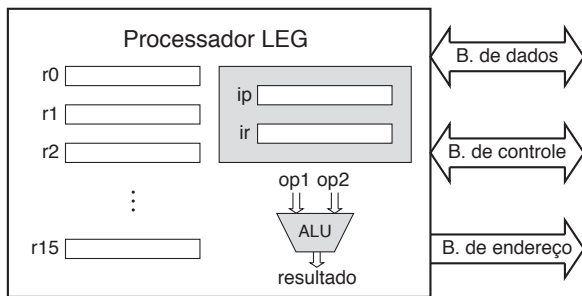 Processador LEG
r0
r1
r2
r15
ip
ir
op1 op2
ALU
resultado
B. de dados
B. de controle
B. de endereço